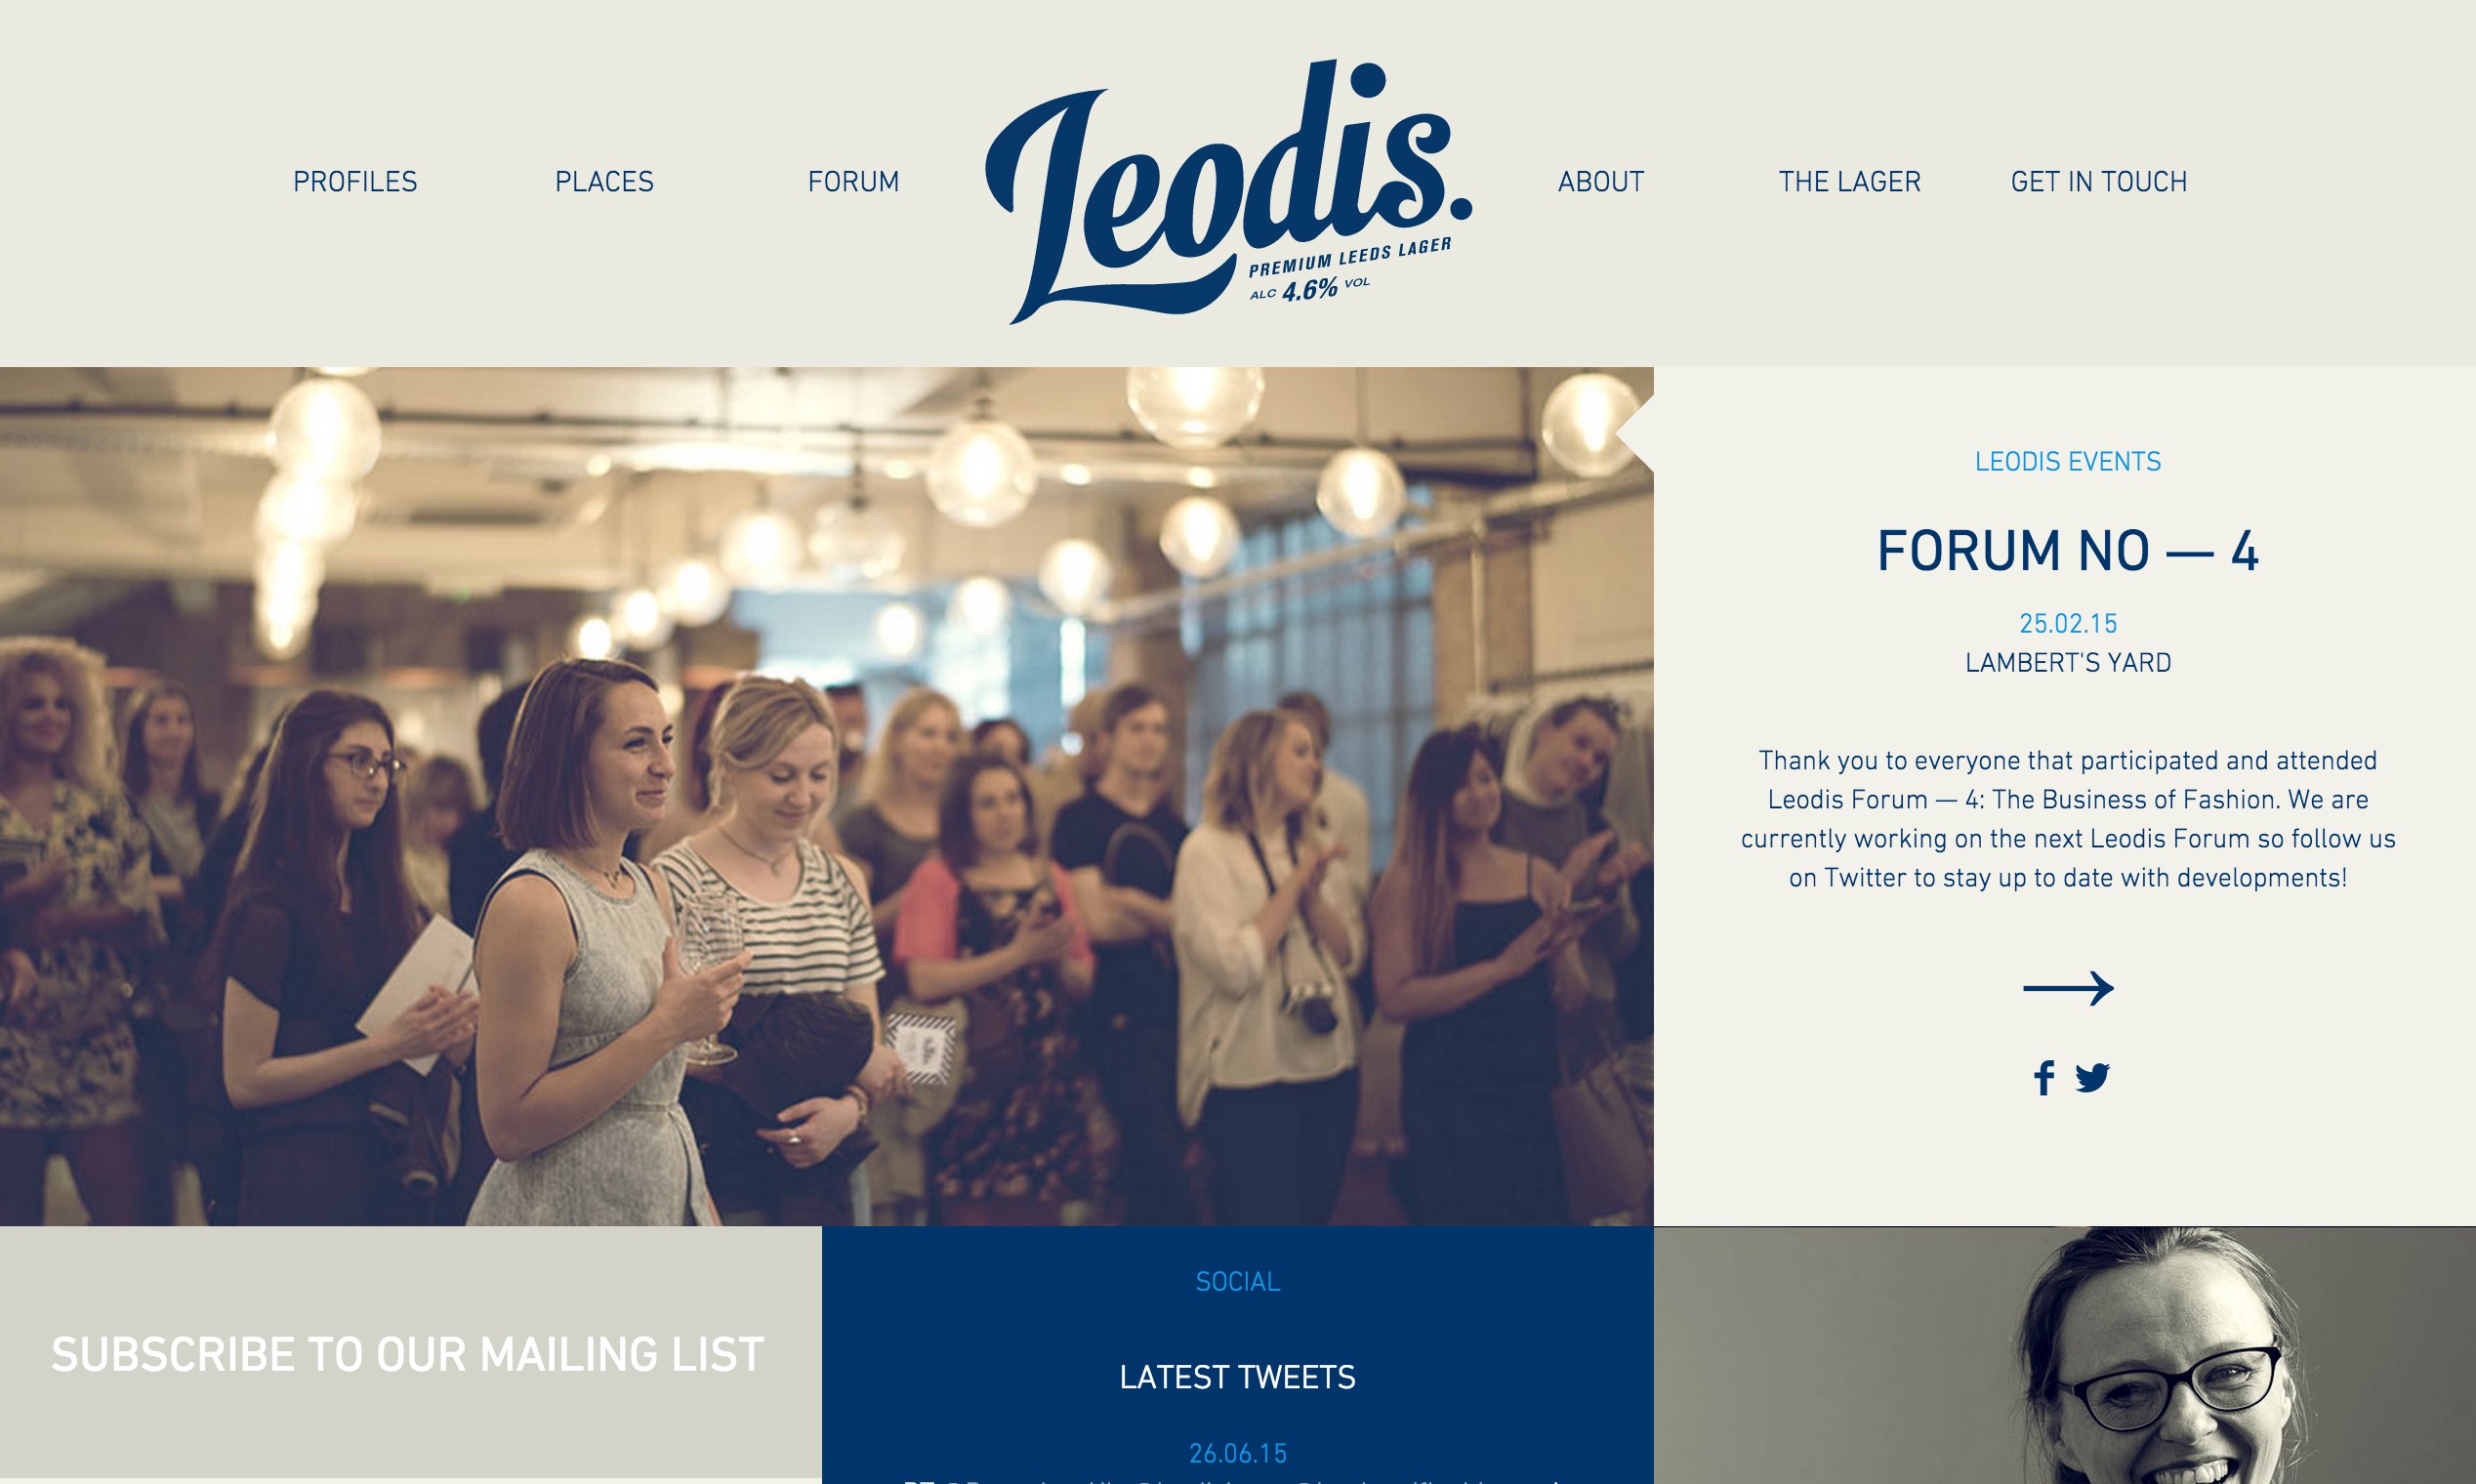 PROFILES
PLACES
FORUM
Leodis.
PREMIUM LEEDS LAGER
ALC 4.6% VOL
ABOUT
THE LAGER
GET IN TOUCH
LEODIS EVENTS
FORUM NO — 4
25.02.15
LAMBERT'S YARD
Thank you to everyone that participated and attended
Leodis Forum — 4: The Business of Fashion. We are
currently working on the next Leodis Forum so follow us
on Twitter to stay up to date with developments!
SUBSCRIBE TO OUR MAILING LIST
SOCIAL
LATEST TWEETS
26.06.15